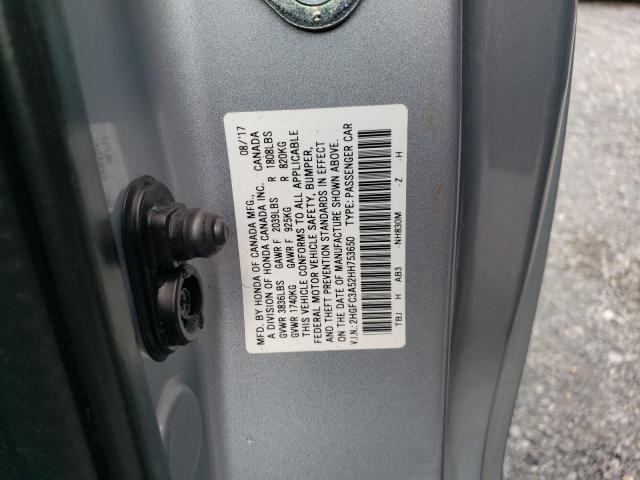 MFD. BY HONDA OF CANADA MFG., 08/17
A DIVISION OF HONDA CANADA INC. CANADA
GVWR 3836LBS GAWR F 2039LBS R 1808LBS
GVWR 1740KG GAWR F 925KG R 820KG
THIS VEHICLE CONFORMS TO ALL APPLICABLE
FEDERAL MOTOR VEHICLE SAFETY, BUMPER,
AND THEFT PREVENTION STANDARDS IN EFFECT
ON THE DATE OF MANUFACTURE SHOWN ABOVE.
V.I.N.: 2HGFC3A52HH753650 TYPE: PASSENGER CAR
TBJ H AB3 NH830M -Z -H